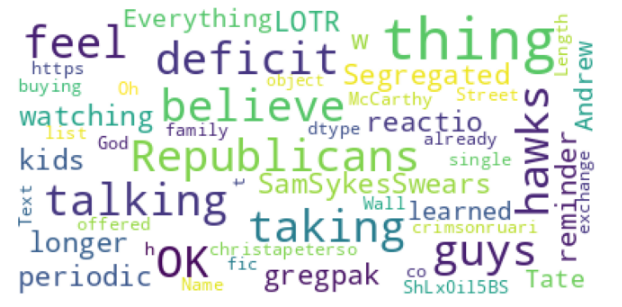 Everything LOTR
feel deficit w thing Length
https Segregated Andrew
buying Oh object McCarthy Street
watching believe
list family dtype reactio already hawks
God Republicans single reminder exchange
kids
Text talking t SamSykesSwears
Wall learned
offered taking crimsonruari
longer h OK christapeterso guys
fic co
periodic Name gregpak ShLxOil5BS Tate